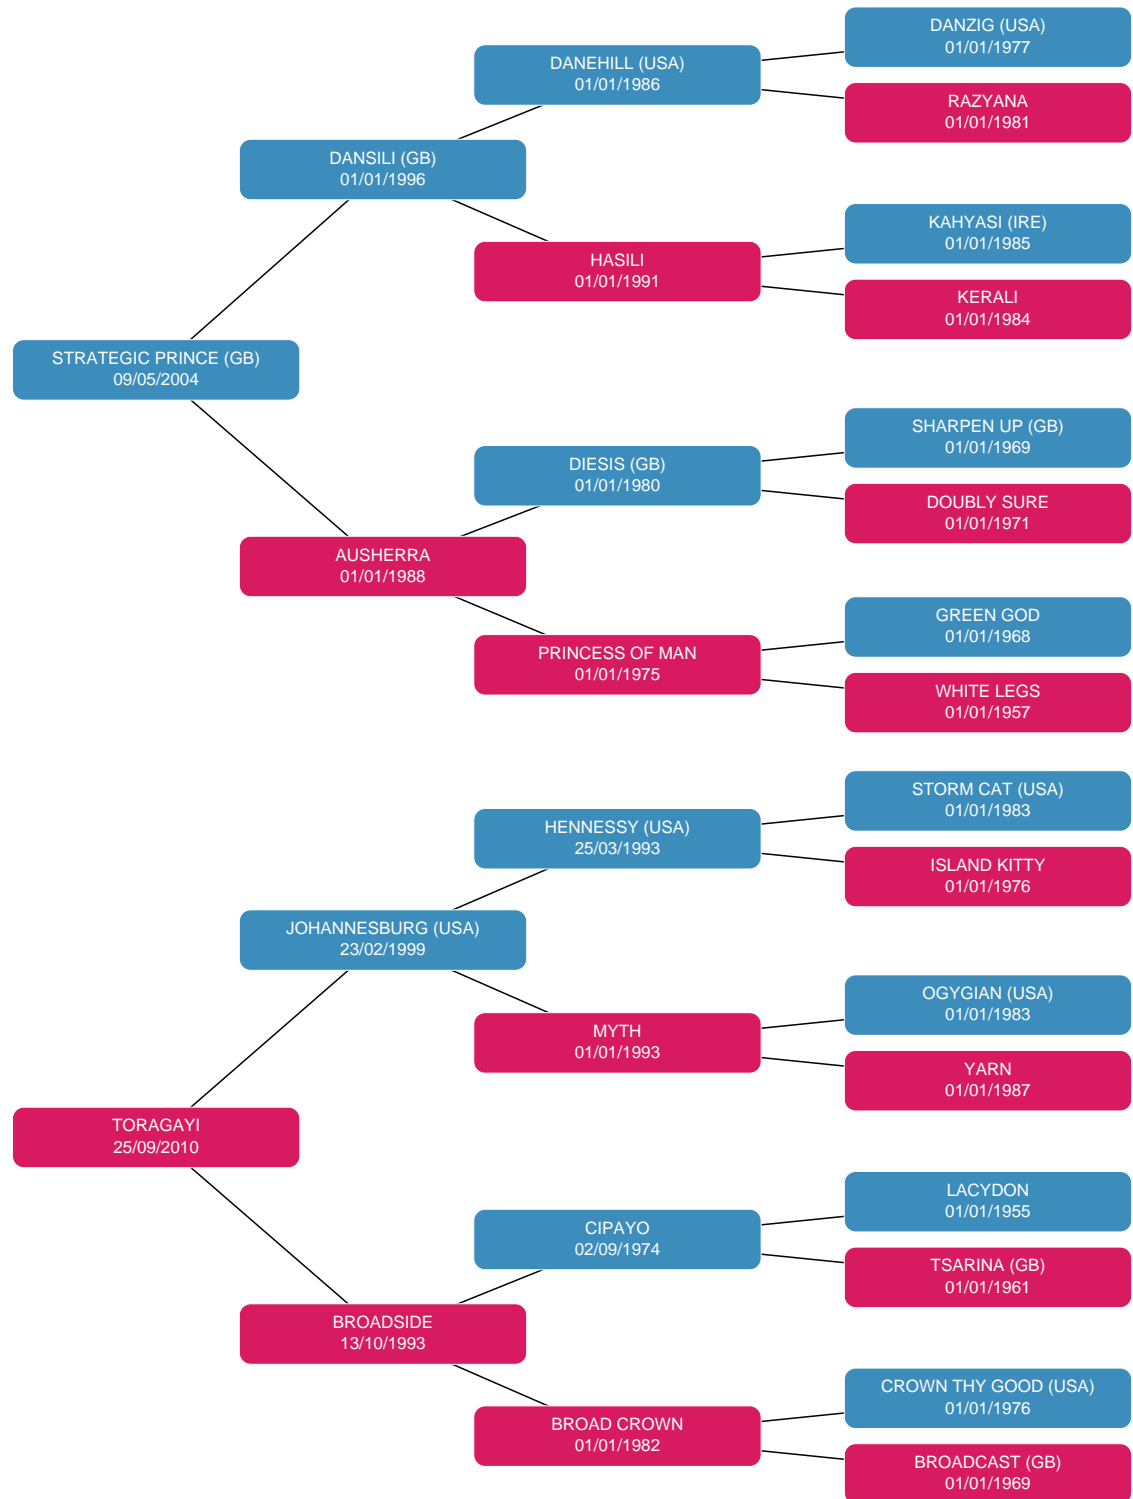 DANZIG (USA)
01/01/1977
DANEHILL (USA)
01/01/1986
RAZYANA
01/01/1981
DANSILI (GB)
01/01/1996
KAHYASI (IRE)
01/01/1985
HASILI
01/01/1991
KERALI
01/01/1984
STRATEGIC PRINCE (GB)
09/05/2004
SHARPEN UP (GB)
01/01/1969
DIESIS (GB)
01/01/1980
DOUBLY SURE
01/01/1971
AUSHERRA
01/01/1988
GREEN GOD
01/01/1968
PRINCESS OF MAN
01/01/1975
WHITE LEGS
01/01/1957
STORM CAT (USA)
01/01/1983
HENNESSY (USA)
25/03/1993
ISLAND KITTY
01/01/1976
JOHANNESBURG (USA)
23/02/1999
OGYGIAN (USA)
01/01/1983
MYTH
01/01/1993
YARN
01/01/1987
TORAGAYI
25/09/2010
LACYDON
01/01/1955
CIPAYO
02/09/1974
TSARINA (GB)
01/01/1961
BROADSIDE
13/10/1993
CROWN THY GOOD (USA)
01/01/1976
BROAD CROWN
01/01/1982
BROADCAST (GB)
01/01/1969